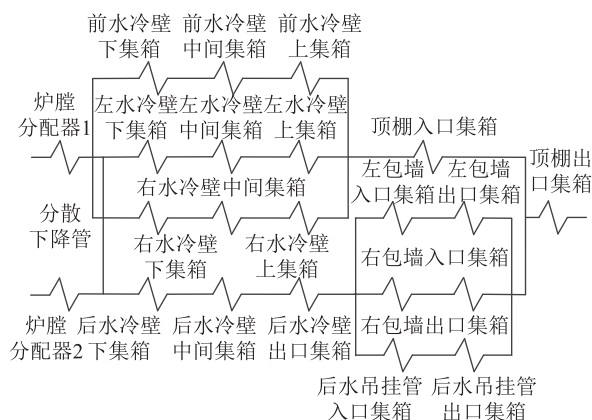 前水冷壁
下集箱
前水冷壁
中间集箱
前水冷壁
上集箱
炉膛
分配器1
左水冷壁
下集箱
左水冷壁
中间集箱
左水冷壁
上集箱
顶棚入口集箱
顶棚出
口集箱
左包墙
入口集箱
左包墙
出口集箱
右水冷壁中间集箱
分散
下降管
右水冷壁
下集箱
右水冷壁
上集箱
右包墙入口集箱
炉膛
分配器2
后水冷壁
下集箱
后水冷壁
中间集箱
后水冷壁
出口集箱
右包墙出口集箱
后水吊挂管
入口集箱
后水吊挂管
出口集箱